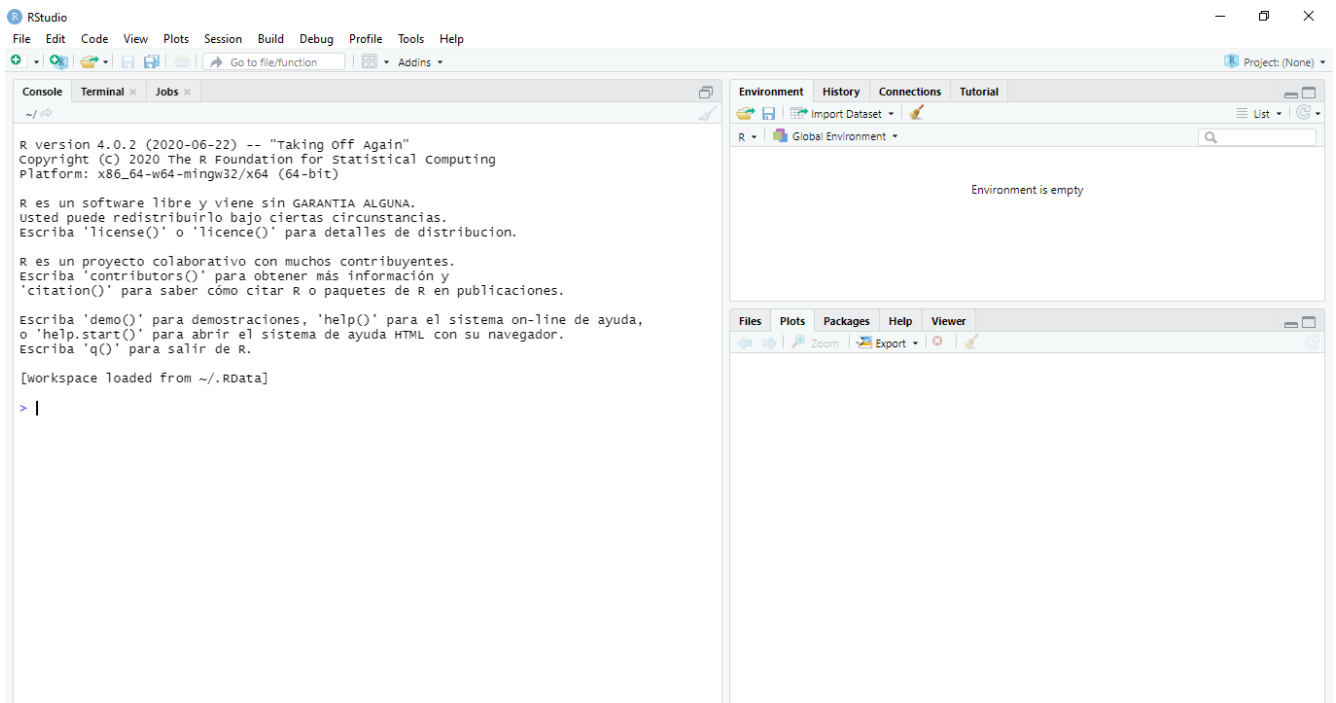 RStudio
File Edit Code View Plots Session Build Debug Profile Tools Help
Go to file/function Addins Project: (None)
Console Terminal Jobs
~/
R version 4.0.2 (2020-06-22) -- "Taking Off Again"
Copyright (C) 2020 The R Foundation for Statistical Computing
Platform: x86_64-w64-mingw32/x64 (64-bit)
R es un software libre y viene sin GARANTIA ALGUNA.
Usted puede redistribuirlo bajo ciertas circunstancias.
Escriba 'license()' o 'licence()' para detalles de distribucion.
R es un proyecto colaborativo con muchos contribuyentes.
Escriba 'contributors()' para obtener más información y
'citation()' para saber cómo citar R o paquetes de R en publicaciones.
Escriba 'demo()' para demostraciones, 'help()' para el sistema on-line de ayuda,
o 'help.start()' para abrir el sistema de ayuda HTML con su navegador.
Escriba 'q()' para salir de R.
[Workspace loaded from ~/.RData]
>
Environment History Connections Tutorial
Import Dataset List
R Global Environment
Environment is empty
Files Plots Packages Help Viewer
Zoom Export